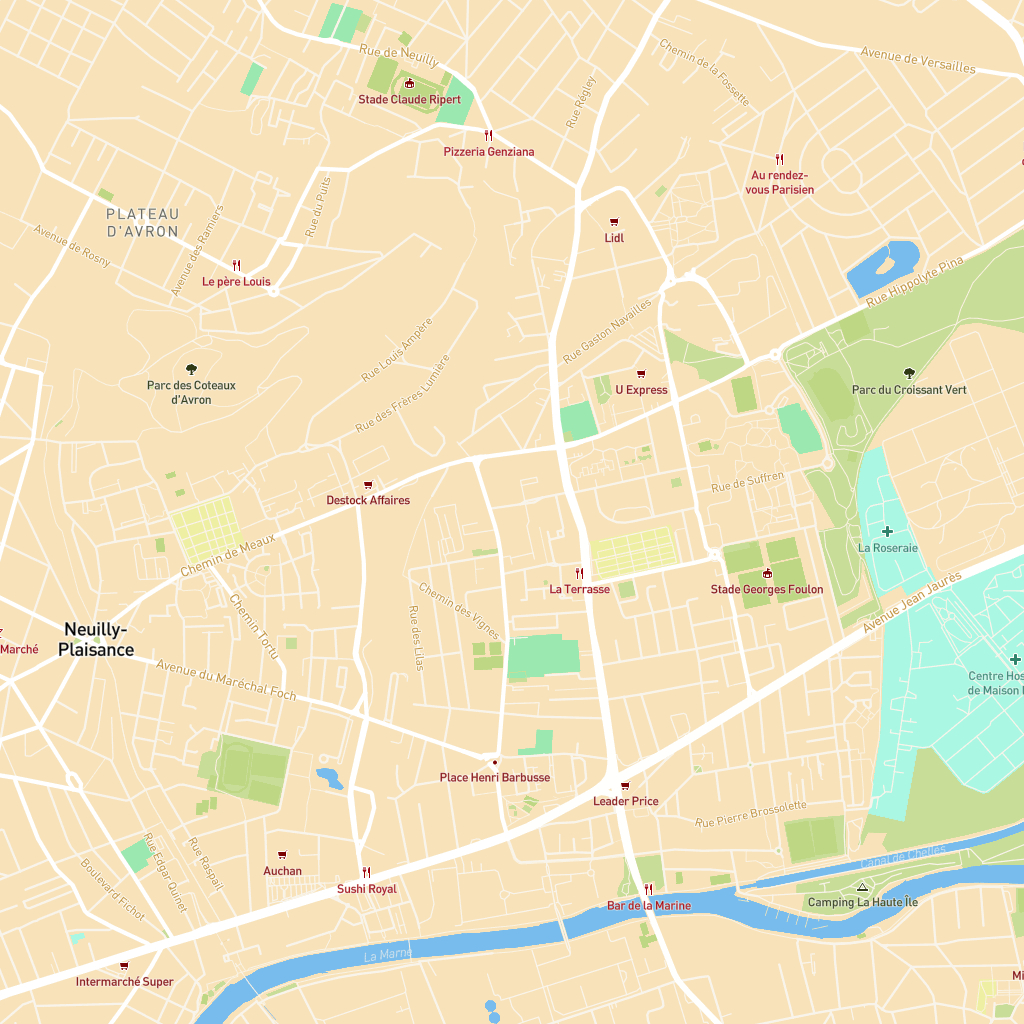 Rue de Neuilly
Chemin de la Fossette
Avenue de Versailles
Stade Claude Ripert
Rue Régley
Pizzeria Genziana
Au rendez-
vous Parisien
PLATEAU
D'AVRON
Rue du Puits
Avenue des Ramiers
Avenue de Rosny
Lidl
Le père Louis
Rue Hippolyte Pina
Rue Gaston Navailles
Rue Louis Ampère
Rue des Frères Lumière
Parc des Coteaux
d'Avron
U Express
Parc du Croissant Vert
Destock Affaires
Rue de Suffren
Chemin de Meaux
La Roseraie
La Terrasse
Stade Georges Foulon
Avenue Jean Jaurès
Chemin des Vignes
Rue des Lilas
Chemin Tortu
Neuilly-
Plaisance
Marché
Avenue du Maréchal Foch
Centre Hos
de Maison
Place Henri Barbusse
Leader Price
Rue Pierre Brossolette
Canal de Chelles
Auchan
Sushi Royal
Rue Raspail
Rue Edgar Quinet
Boulevard Fichot
Bar de la Marine
Camping La Haute Île
La Marne
Intermarché Super
Mi